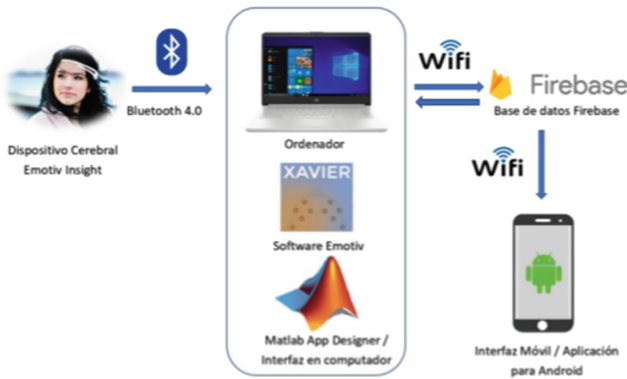 Bluetooth 4.0
Dispositivo Cerebral
Emotiv Insight
Ordenador
XAVIER
Software Emotiv
Matlab App Designer /
Interfaz en computador
Wifi
Firebase
Base de datos Firebase
Wifi
Interfaz Móvil / Aplicación
para Android